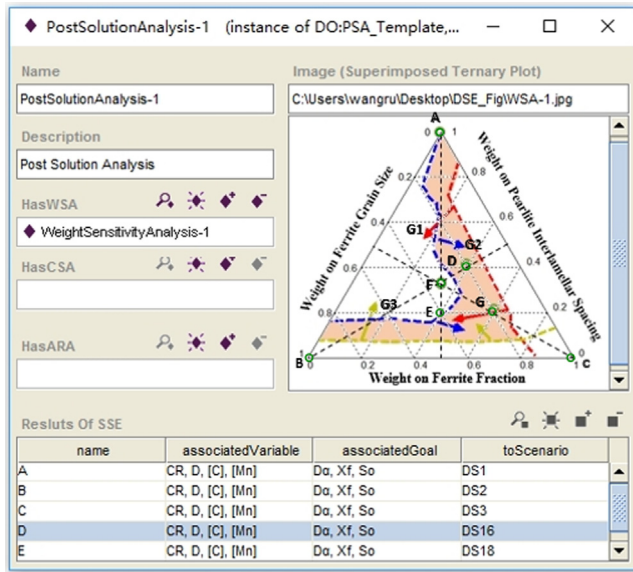 PostSolutionAnalysis-1 (instance of DO:PSA_Template,...
Name
PostSolutionAnalysis-1
Description
Post Solution Analysis
HasWSA
WeightSensitivityAnalysis-1
HasCSA
HasARA
Image (Superimposed Ternary Plot)
C:\Users\wangru\Desktop\DSE_Fig\WSA-1.jpg
A
0 1
0.2 0.8
0.4 0.6
0.6 0.4
0.8 0.2
1 0
Weight on Ferrite Grain Size
Weight on Pearlite Interlamellar Spacing
G1
G2
D
F
G3
G
E
B
C
0 0.2 0.4 0.6 0.8 1
Weight on Ferrite Fraction
Resluts Of SSE
name associatedVariable associatedGoal toScenario
A CR, D, [C], [Mn] Dα, Xf, So DS1
B CR, D, [C], [Mn] Dα, Xf, So DS2
C CR, D, [C], [Mn] Dα, Xf, So DS3
D CR, D, [C], [Mn] Dα, Xf, So DS16
E CR, D, [C], [Mn] Dα, Xf, So DS18